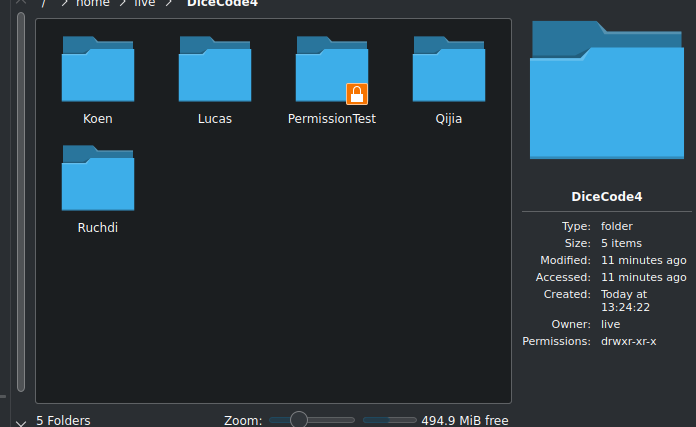 / > home > live > DiceCode4
Koen
Lucas
PermissionTest
Qijia
Ruchdi
DiceCode4
Type: folder
Size: 5 items
Modified: 11 minutes ago
Accessed: 11 minutes ago
Created: Today at
13:24:22
Owner: live
Permissions: drwxr-xr-x
5 Folders
Zoom:
494.9 MiB free